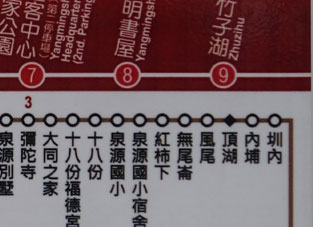 家公園
客中心
(第二停車場)
Yangmingsh
Headquarter
(2nd. Parking
明書屋
Yangmingsh
竹子湖
Zhuzihu
7
8
9
3
泉源別墅
彌陀寺
大同之家
十八份福德宮
十八份
泉源國小
泉源國小宿舍
紅柿下
無尾崙
風尾
頂湖
內埔
圳內